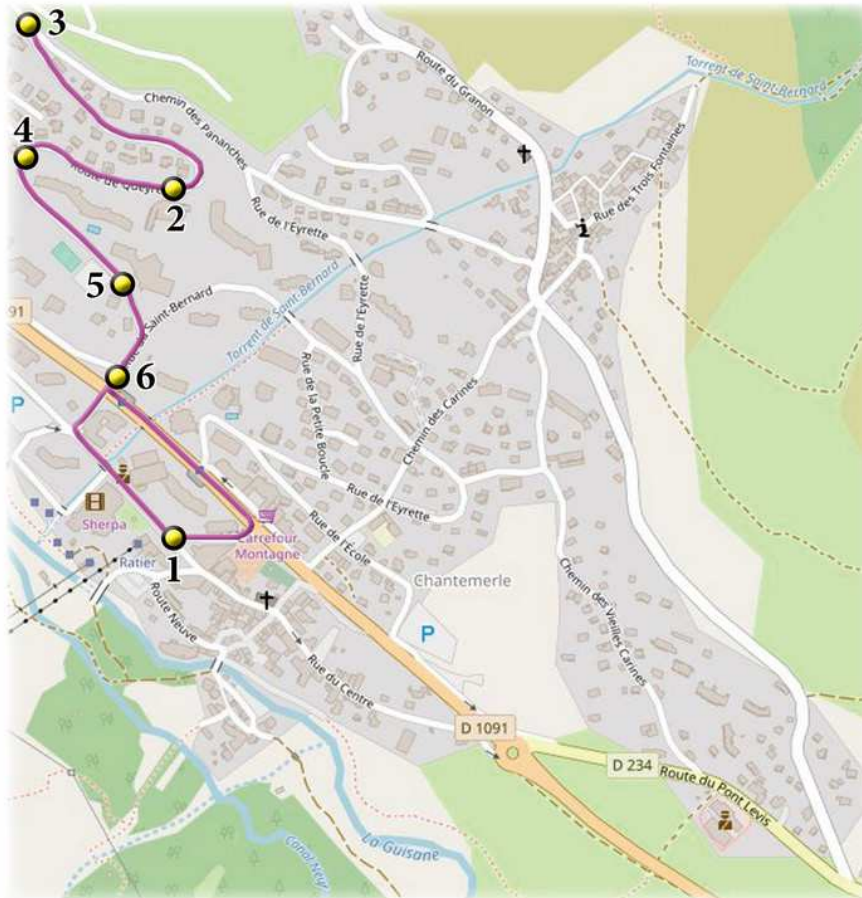 3
Chemin des Pananches
Route du Granon
Torrent de Saint-Bernard
4
2
Rue des Trois Fontaines
Rue de l'Eyrette
5
Rue de l'Eyrette
Torrent de Saint-Bernard
91
6
Rue de la Petite Boucle
Chemin des Carines
P
Sherpa
Rue de l'Eyrette
Rue de l'École
Carrefour
Montagne
1
Ratier
Chantemerle
Chemin des Vieilles Carines
Route Neuve
P
Rue du Centre
D 1091
D 234
Route du Pont Levis
La Guisane
Canal Neuf